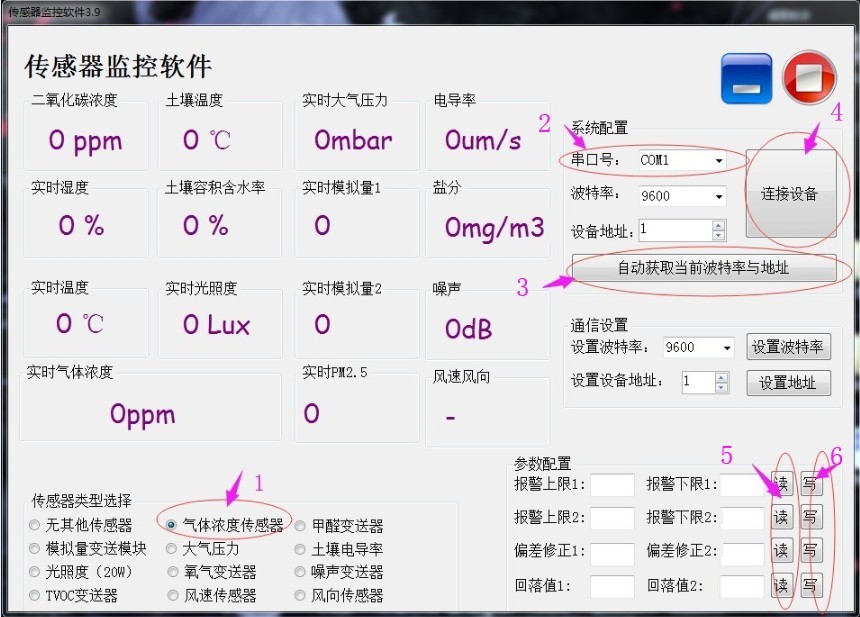 传感器监控软件3.9
传感器监控软件
二氧化碳浓度 土壤温度 实时大气压力 电导率
0 ppm 0 ℃ 0mbar 0um/s
实时湿度 土壤容积含水率 实时模拟量1 盐分
0 % 0 % 0 0mg/m3
实时温度 实时光照度 实时模拟量2 噪声
0 ℃ 0 Lux 0 0dB
实时气体浓度 实时PM2.5 风速风向
0ppm 0 -
2 系统配置 4
串口号： COM1
波特率： 9600 连接设备
设备地址： 1
3 自动获取当前波特率与地址
通信设置
设置波特率： 9600 设置波特率
设置设备地址： 1 设置地址
1
传感器类型选择
无其他传感器 气体浓度传感器 甲醛变送器
模拟量变送模块 大气压力 土壤电导率
光照度（20W） 氧气变送器 噪声变送器
TVOC变送器 风速传感器 风向传感器
参数配置 5 6
报警上限1: 报警下限1: 读 写
报警上限2: 报警下限2: 读 写
偏差修正1: 偏差修正2: 读 写
回落值1: 回落值2: 读 写